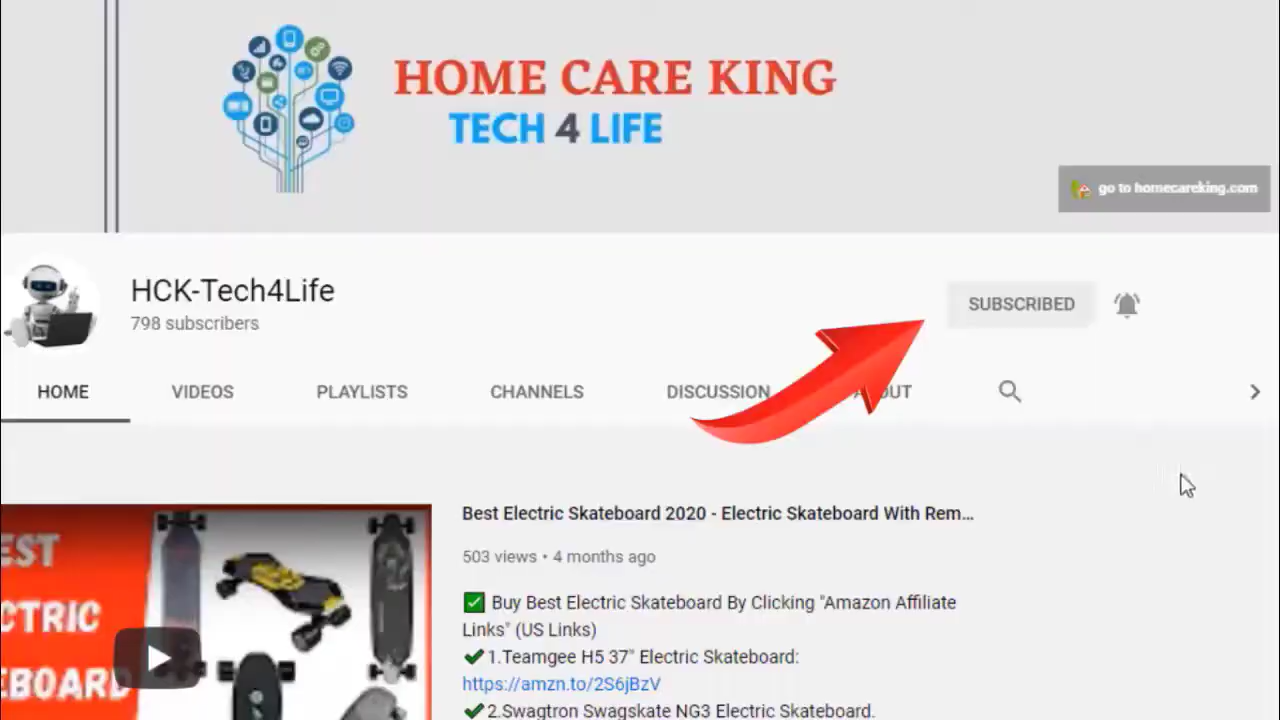 HOME CARE KING
TECH 4 LIFE
go to homecareking.com
HCK-Tech4Life
798 subscribers
SUBSCRIBED
HOME
VIDEOS
PLAYLISTS
CHANNELS
DISCUSSION
Best Electric Skateboard 2020 - Electric Skateboard With Rem...
503 views • 4 months ago
✅ Buy Best Electric Skateboard By Clicking "Amazon Affiliate
Links" (US Links)
✔1.Teamgee H5 37" Electric Skateboard:
https://amzn.to/2S6jBzV
✔2.Swagtron Swagskate NG3 Electric Skateboard.
EST
CTRIC
EBOARD